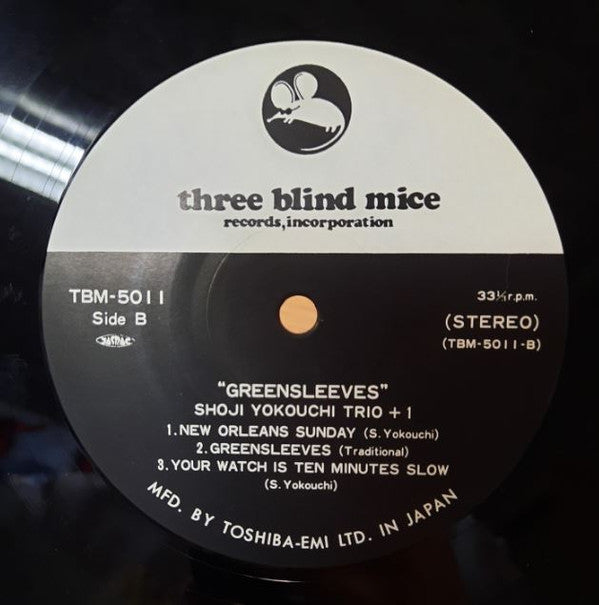 three blind mice
records,incorporation
TBM-5011
Side B
33⅓ r.p.m.
(STEREO)
(TBM-5011-B)
"GREENSLEEVES"
SHOJI YOKOUCHI TRIO + 1
1.NEW ORLEANS SUNDAY (S. Yokouchi)
2.GREENSLEEVES (Traditional)
3.YOUR WATCH IS TEN MINUTES SLOW
(S. Yokouchi)
MFD. BY TOSHIBA-EMI LTD. IN JAPAN